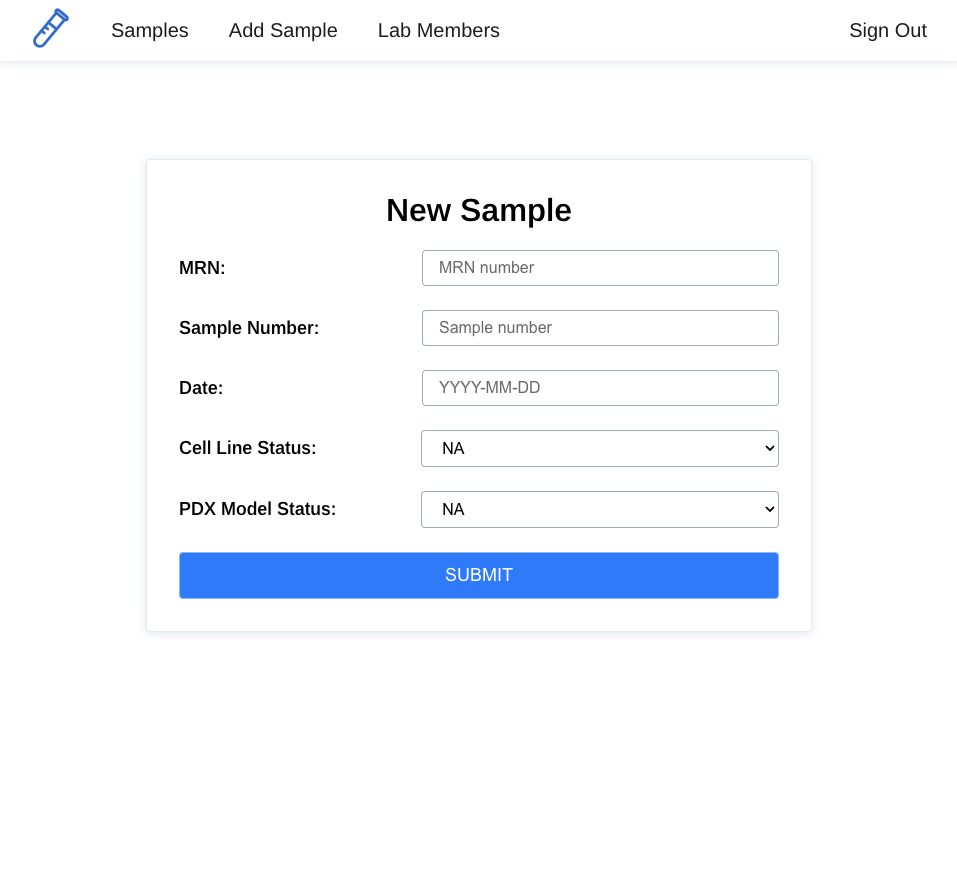 Samples Add Sample Lab Members Sign Out
New Sample
MRN: MRN number
Sample Number: Sample number
Date: YYYY-MM-DD
Cell Line Status: NA
PDX Model Status: NA
SUBMIT